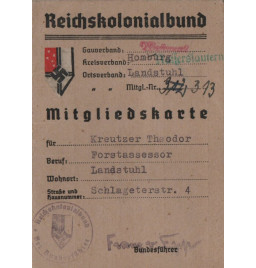 Reichskolonialbund
Gauverband:
Kreisverband: Homburg
Ortsverband: Landstuhl
" " Mitgl.-Nr. 313
Mitgliedskarte
für Kreutzer Theodor
Beruf: Forstassessor
Landstuhl
Wohnort:
Straße und Hausnummer: Schlageterstr. 4
Bundesführer